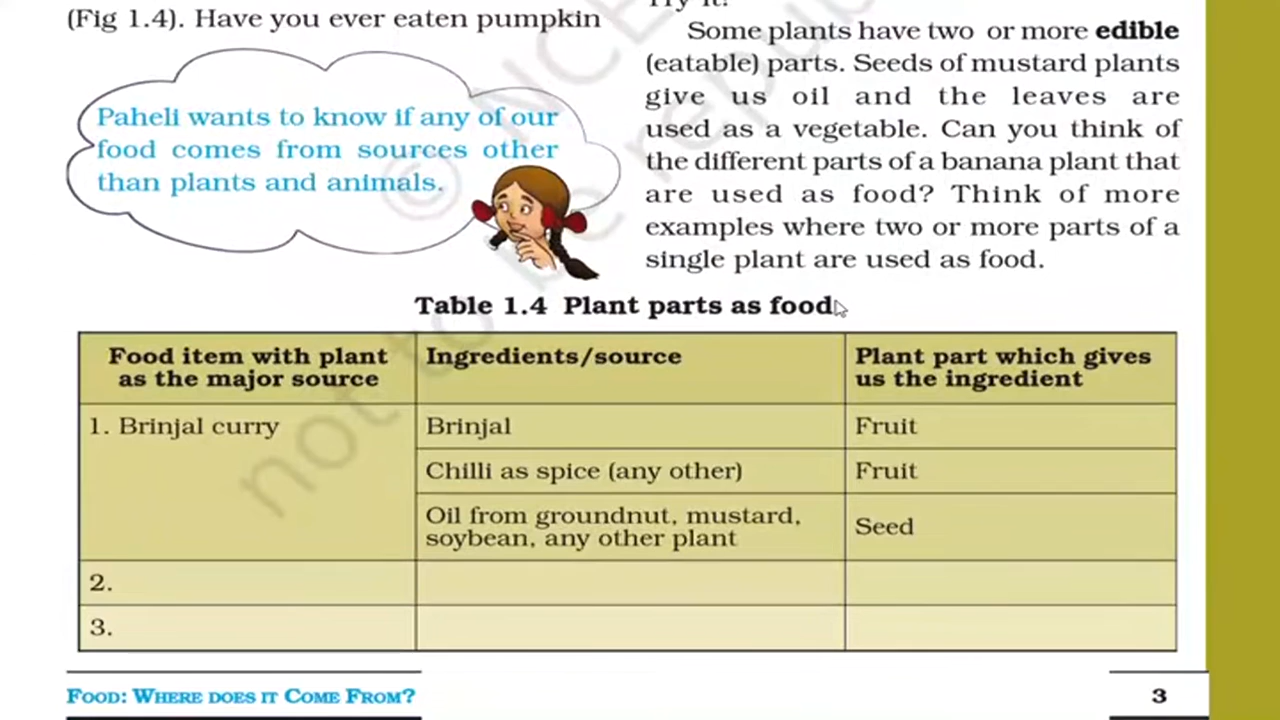 (Fig 1.4). Have you ever eaten pumpkin
Paheli wants to know if any of our
food comes from sources other
than plants and animals.
Some plants have two or more edible
(eatable) parts. Seeds of mustard plants
give us oil and the leaves are
used as a vegetable. Can you think of
the different parts of a banana plant that
are used as food? Think of more
examples where two or more parts of a
single plant are used as food.
Table 1.4 Plant parts as food
Food item with plant
as the major source
Ingredients/source
Plant part which gives
us the ingredient
1. Brinjal curry
Brinjal
Fruit
Chilli as spice (any other)
Fruit
Oil from groundnut, mustard,
soybean, any other plant
Seed
2.
3.
FOOD: WHERE DOES IT COME FROM?
3